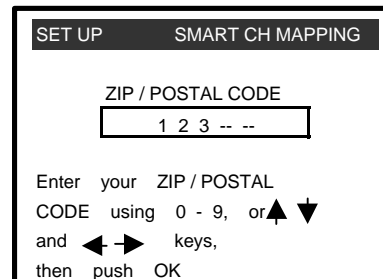 SET UP SMART CH MAPPING
ZIP / POSTAL CODE
1 2 3 -- --
Enter your ZIP / POSTAL
CODE using 0 - 9, or
and keys,
then push OK